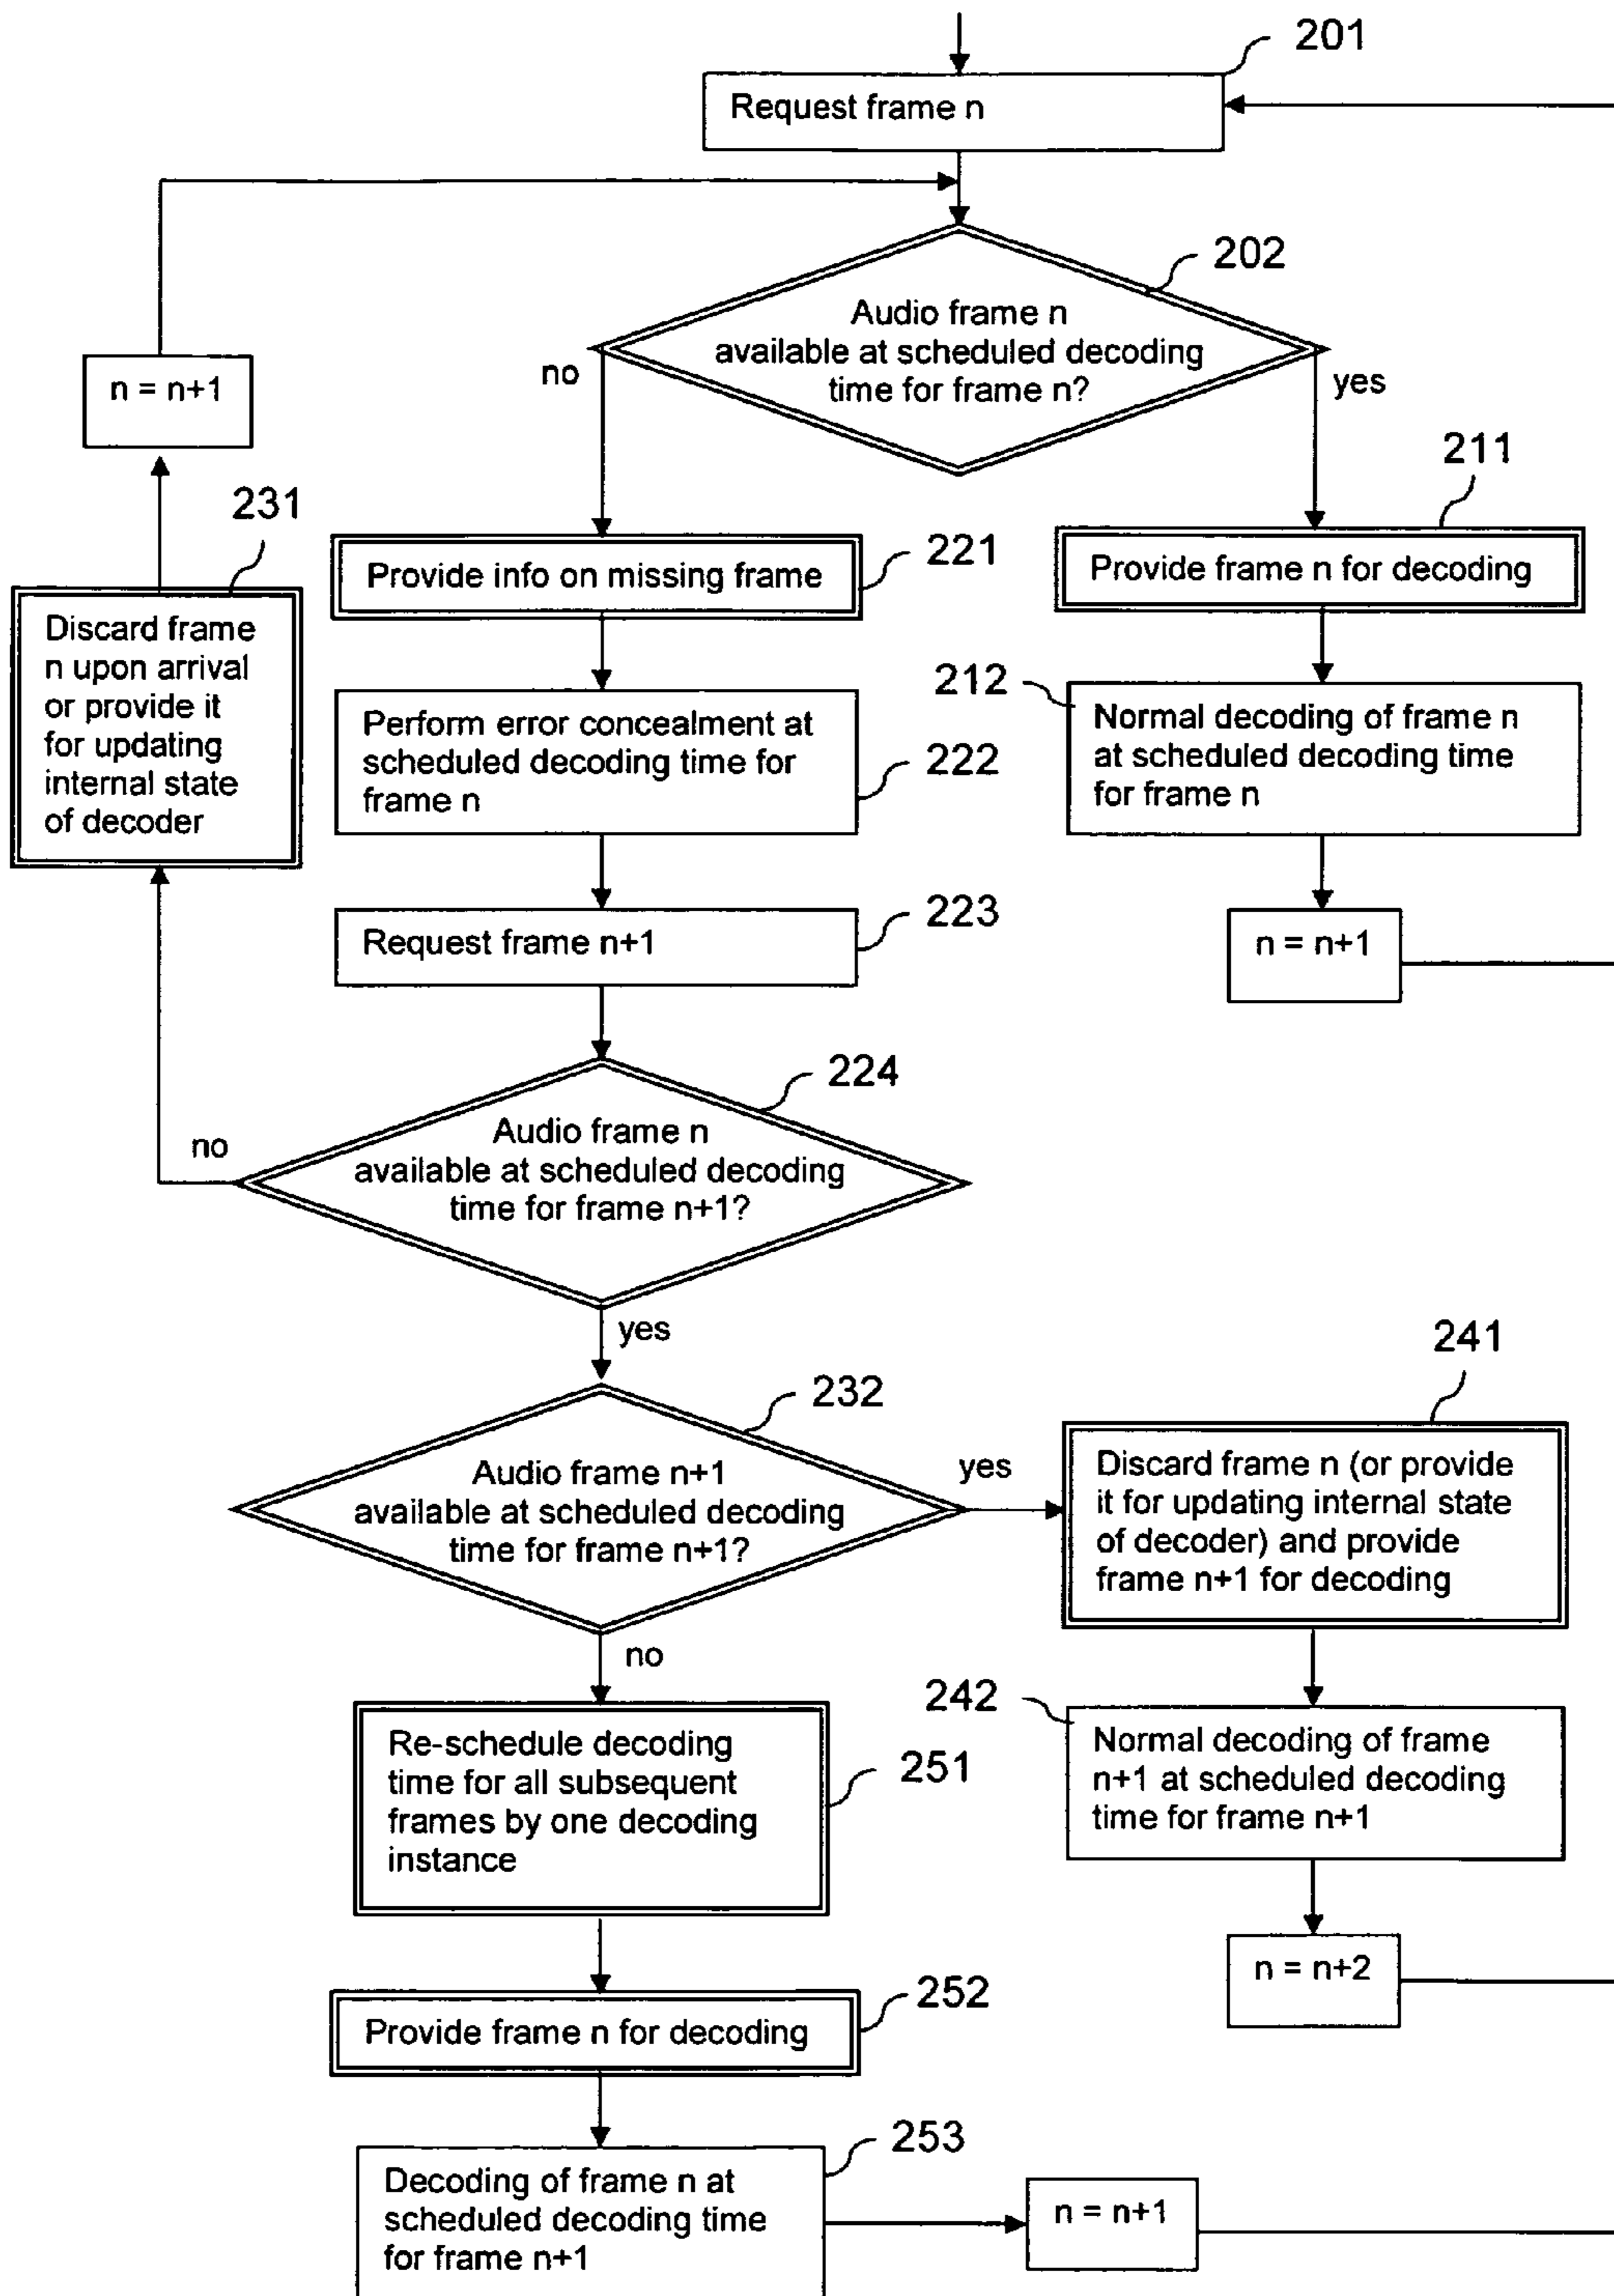 201
Request frame n
202
Audio frame n
available at scheduled decoding
time for frame n?
no
yes
n = n+1
231
Discard frame
n upon arrival
or provide it
for updating
internal state
of decoder
221
Provide info on missing frame
211
Provide frame n for decoding
222
Perform error concealment at
scheduled decoding time for
frame n
212
Normal decoding of frame n
at scheduled decoding time
for frame n
223
Request frame n+1
n = n+1
224
Audio frame n
available at scheduled decoding
time for frame n+1?
no
yes
232
Audio frame n+1
available at scheduled decoding
time for frame n+1?
yes
no
241
Discard frame n (or provide
it for updating internal state
of decoder) and provide
frame n+1 for decoding
242
Normal decoding of frame
n+1 at scheduled decoding
time for frame n+1
n = n+2
251
Re-schedule decoding
time for all subsequent
frames by one decoding
instance
252
Provide frame n for decoding
253
Decoding of frame n at
scheduled decoding time
for frame n+1
n = n+1